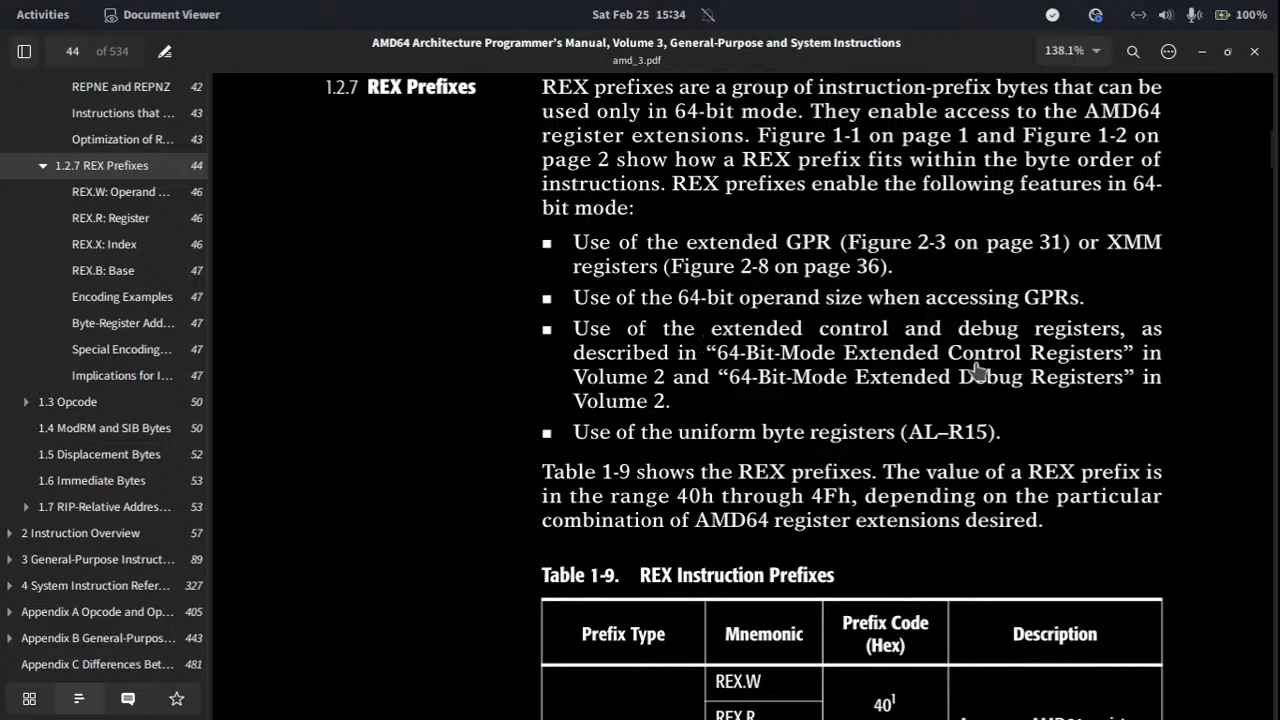 Activities
Document Viewer
Sat Feb 25 15:34
100%
44 of 534
AMD64 Architecture Programmer's Manual, Volume 3, General-Purpose and System Instructions
amd_3.pdf
138.1%
REPNE and REPNZ 42
Instructions that … 43
Optimization of R… 43
1.2.7 REX Prefixes 44
REX.W: Operand … 46
REX.R: Register 46
REX.X: Index 46
REX.B: Base 47
Encoding Examples 47
Byte-Register Add… 47
Special Encoding… 47
Implications for I… 47
1.3 Opcode 50
1.4 ModRM and SIB Bytes 50
1.5 Displacement Bytes 52
1.6 Immediate Bytes 53
1.7 RIP-Relative Addres… 53
2 Instruction Overview 57
3 General-Purpose Instruct… 89
4 System Instruction Refer… 327
Appendix A Opcode and Op… 405
Appendix B General-Purpos… 443
Appendix C Differences Bet… 481
1.2.7 REX Prefixes
REX prefixes are a group of instruction-prefix bytes that can be
used only in 64-bit mode. They enable access to the AMD64
register extensions. Figure 1-1 on page 1 and Figure 1-2 on
page 2 show how a REX prefix fits within the byte order of
instructions. REX prefixes enable the following features in 64-
bit mode:
■ Use of the extended GPR (Figure 2-3 on page 31) or XMM
registers (Figure 2-8 on page 36).
■ Use of the 64-bit operand size when accessing GPRs.
■ Use of the extended control and debug registers, as
described in “64-Bit-Mode Extended Control Registers” in
Volume 2 and “64-Bit-Mode Extended Debug Registers” in
Volume 2.
■ Use of the uniform byte registers (AL–R15).
Table 1-9 shows the REX prefixes. The value of a REX prefix is
in the range 40h through 4Fh, depending on the particular
combination of AMD64 register extensions desired.
Table 1-9. REX Instruction Prefixes
Prefix Type
Mnemonic
Prefix Code
(Hex)
Description
REX.W
REX.R
40¹